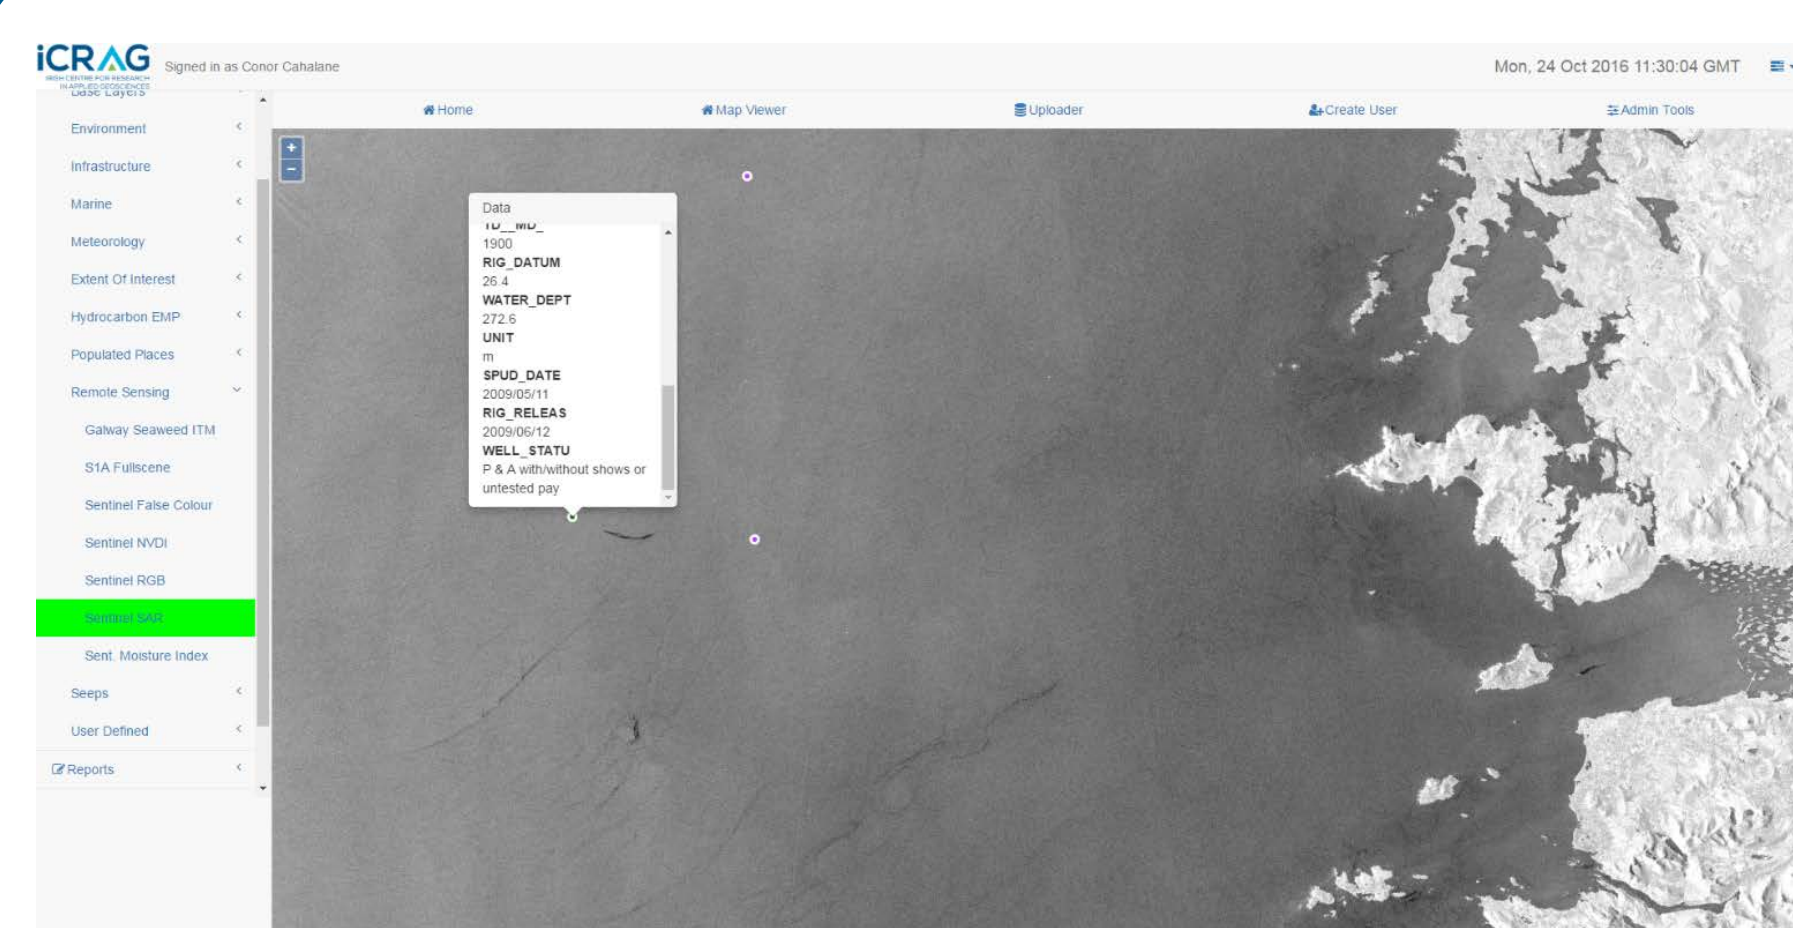 iCRAG
IRISH CENTRE FOR RESEARCH
IN APPLIED GEOSCIENCES
Signed in as Conor Cahalane
Mon, 24 Oct 2016 11:30:04 GMT
Home
Map Viewer
Uploader
Create User
Admin Tools
Base Layers
Environment
Infrastructure
Marine
Meteorology
Extent Of Interest
Hydrocarbon EMP
Populated Places
Remote Sensing
Galway Seaweed ITM
S1A Fullscene
Sentinel False Colour
Sentinel NVDI
Sentinel RGB
Sentinel SAR
Sent. Moisture Index
Seeps
User Defined
Reports
+
-
Data
TD__MD_
1900
RIG_DATUM
26.4
WATER_DEPT
272.6
UNIT
m
SPUD_DATE
2009/05/11
RIG_RELEAS
2009/06/12
WELL_STATU
P & A with/without shows or
untested pay